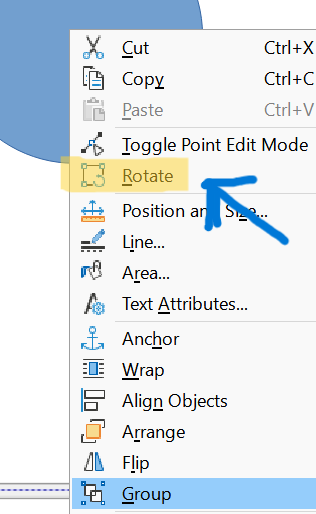 Cut Ctrl+X
Copy Ctrl+C
Paste Ctrl+V
Toggle Point Edit Mode
Rotate
Position and Size...
Line...
Area...
Text Attributes...
Anchor
Wrap
Align Objects
Arrange
Flip
Group